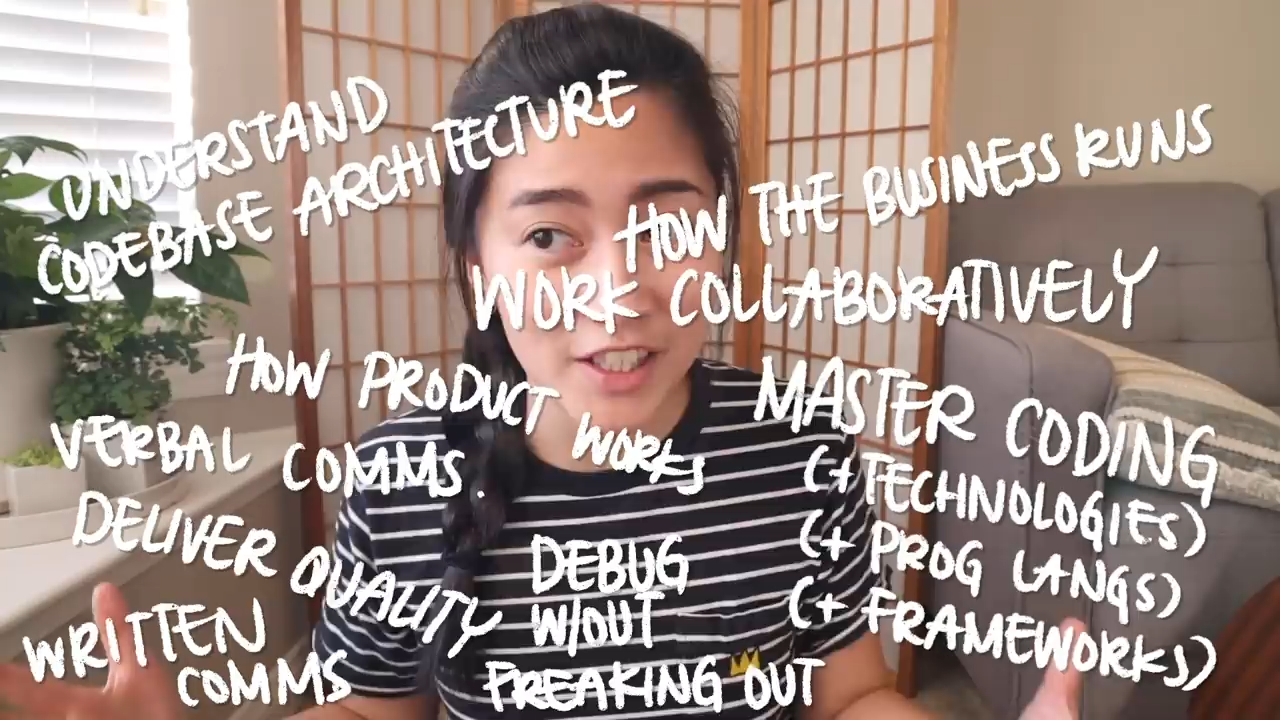 UNDERSTAND
CODEBASE ARCHITECTURE
HOW THE BUSINESS RUNS
WORK COLLABORATIVELY
HOW PRODUCT WORKS
VERBAL COMMS.
MASTER CODING
(+TECHNOLOGIES)
(+ PROG LANGS)
(+ FRAMEWORKS)
DELIVER QUALITY
DEBUG
W/OUT
FREAKING OUT
WRITTEN
COMMS